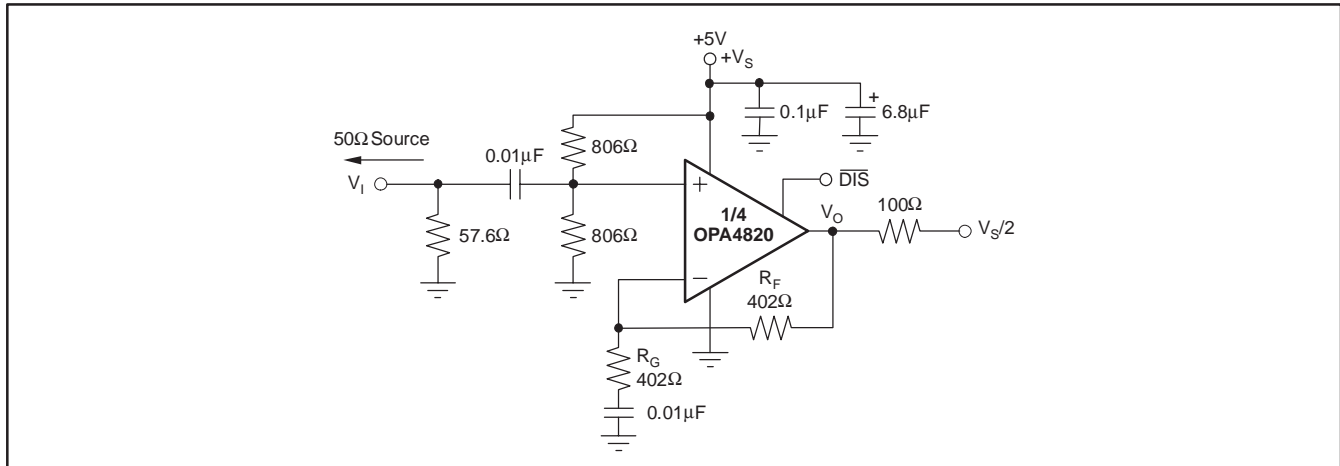 +5V
+V_S
0.1μF
6.8μF
+
50Ω Source
0.01μF
806Ω
V_I
57.6Ω
806Ω
+
−
1/4
OPA4820
D̅I̅S̅
V_O
100Ω
V_S/2
R_F
402Ω
R_G
402Ω
0.01μF